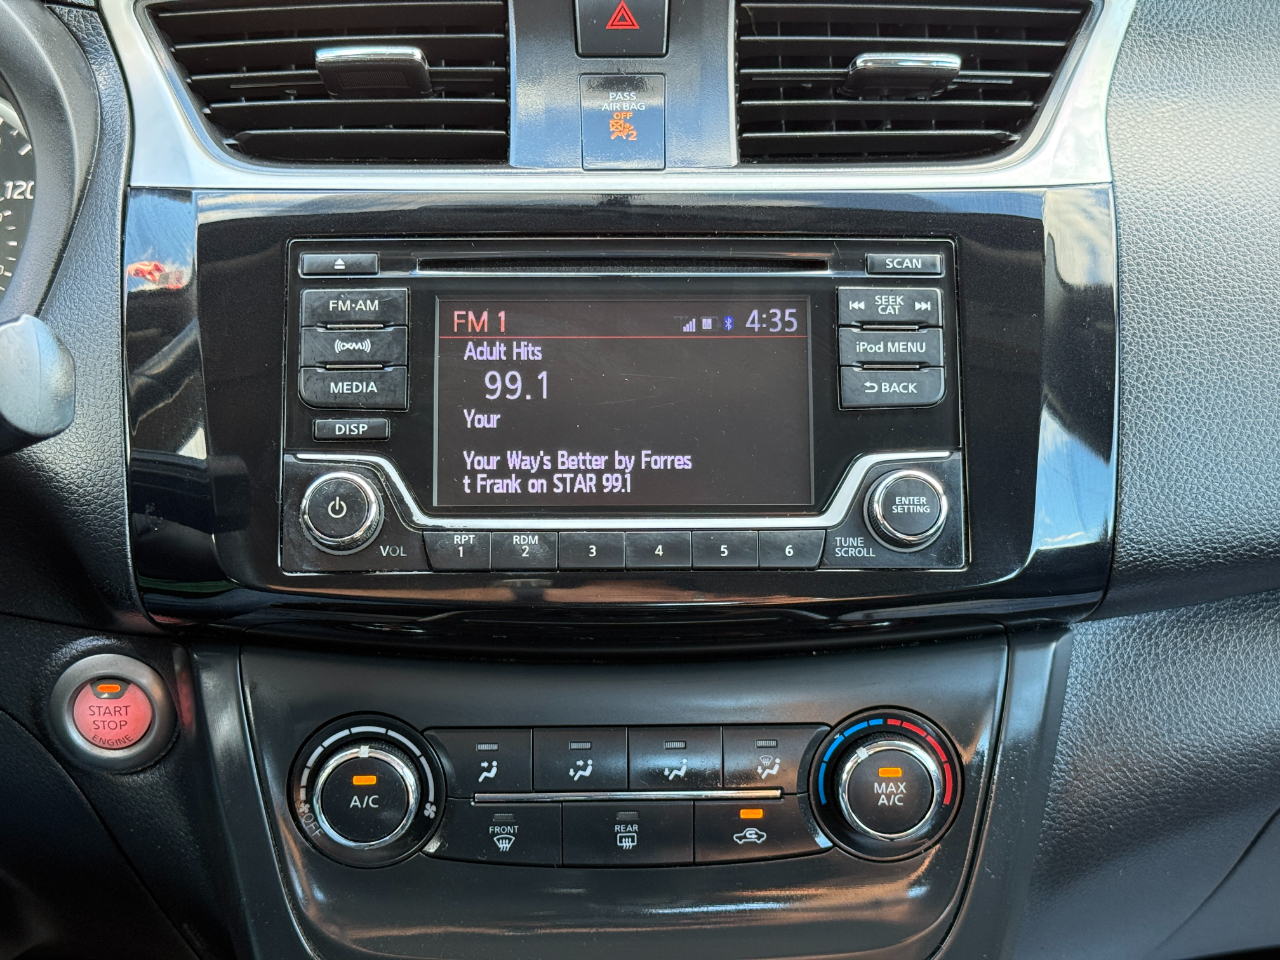 PASS
AIR BAG
OFF
2
120
SCAN
FM·AM
SEEK
CAT
((XM))
iPod MENU
MEDIA
BACK
DISP
FM 1
4:35
Adult Hits
99.1
Your
Your Way's Better by Forres
t Frank on STAR 99.1
ENTER
SETTING
VOL
RPT
1
RDM
2
3
4
5
6
TUNE
SCROLL
START
STOP
ENGINE
A/C
OFF
MAX
A/C
FRONT
REAR